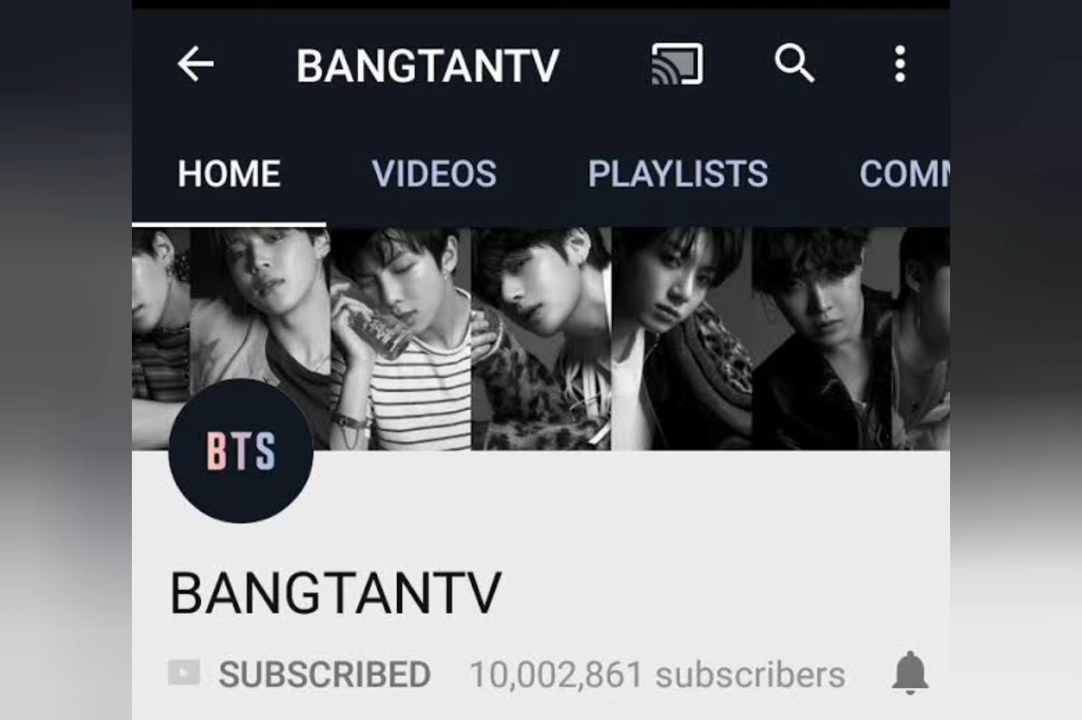 BANGTANTV
HOME VIDEOS PLAYLISTS COMM
BTS
BANGTANTV
SUBSCRIBED 10,002,861 subscribers